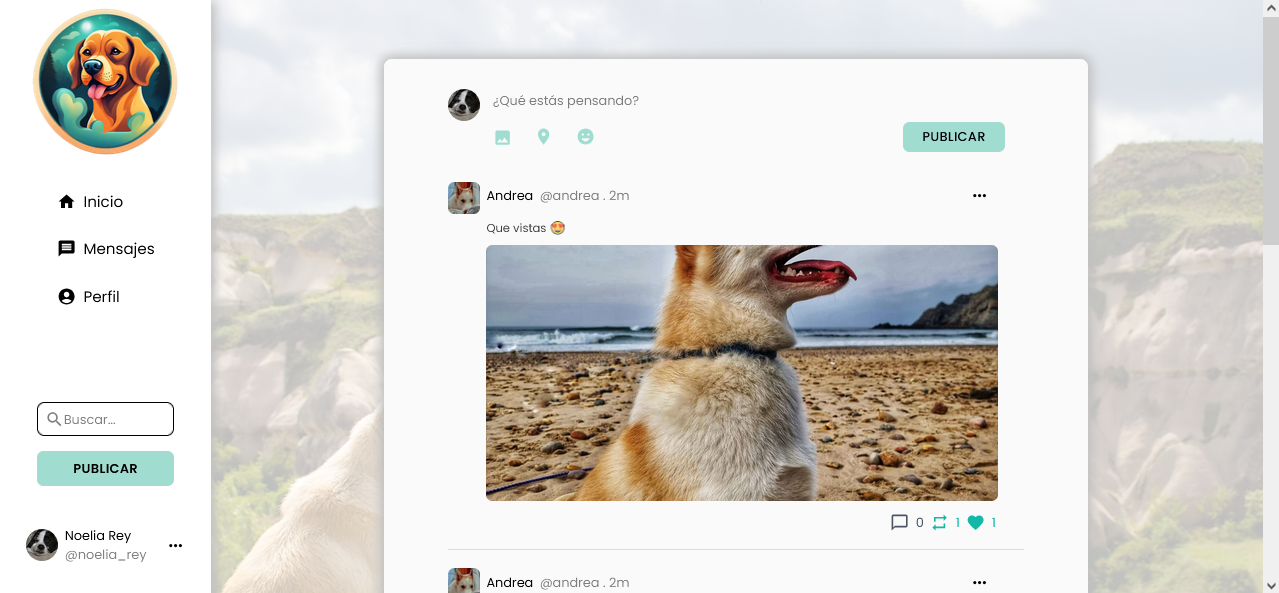 Inicio
Mensajes
Perfil
Buscar...
PUBLICAR
Noelia Rey
@noelia_rey
¿Qué estás pensando?
PUBLICAR
Andrea @andrea . 2m
Que vistas 😍
0 1 1
Andrea @andrea . 2m